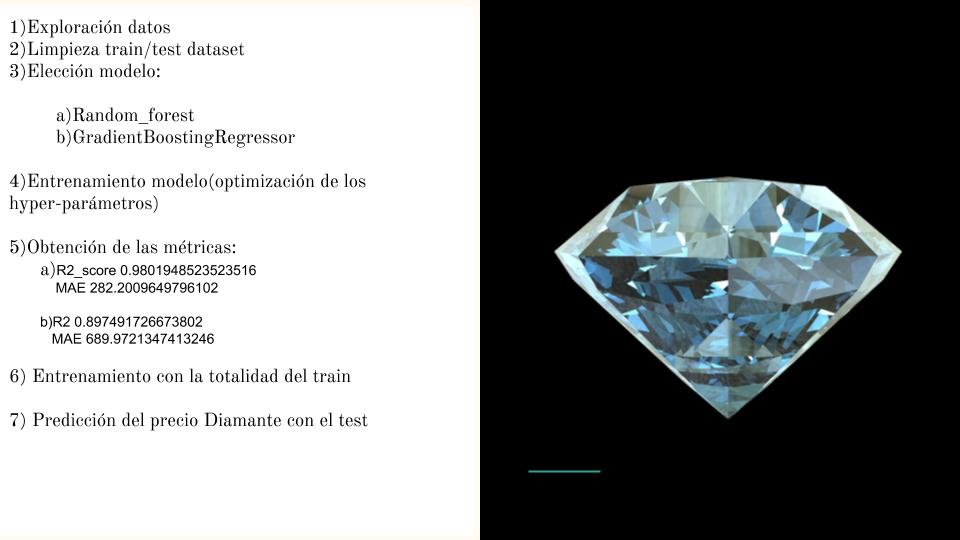 1)Exploración datos
2)Limpieza train/test dataset
3)Elección modelo:
a)Random_forest
b)GradientBoostingRegressor
4)Entrenamiento modelo(optimización de los
hyper-parámetros)
5)Obtención de las métricas:
a)R2_score 0.9801948523523516
MAE 282.2009649796102
b)R2 0.897491726673802
MAE 689.9721347413246
6) Entrenamiento con la totalidad del train
7) Predicción del precio Diamante con el test